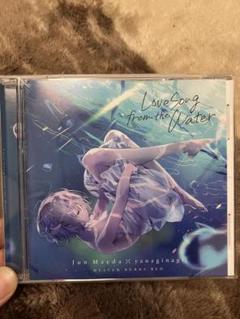 Love Song
from the Water
Jun Maeda × yanaginagi